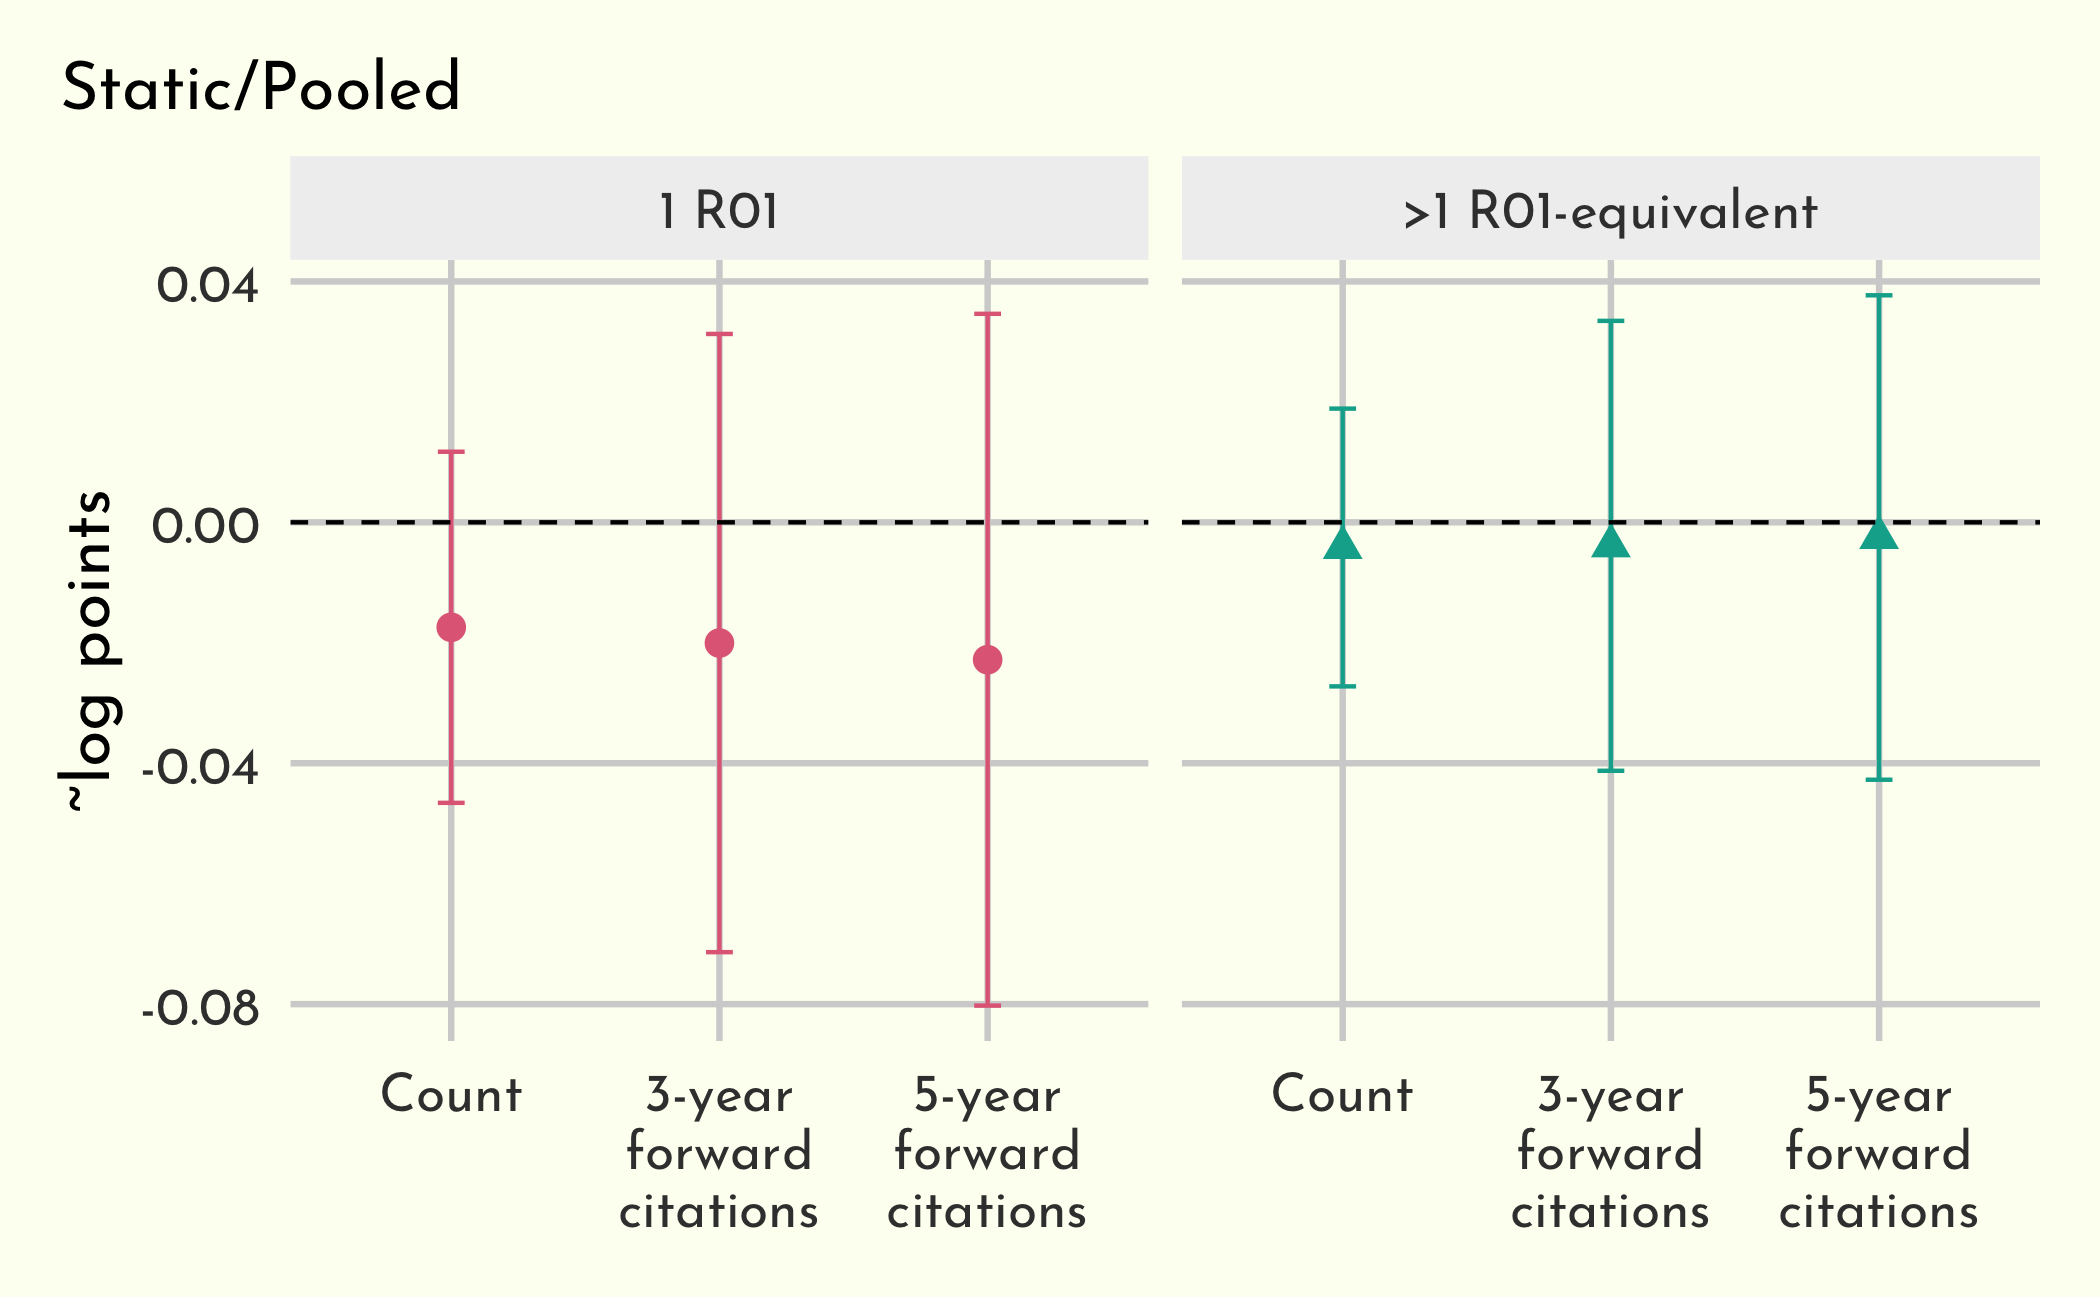 Static/Pooled
1 R01
>1 R01-equivalent
~log points
0.04
0.00
-0.04
-0.08
Count
3-year
forward
citations
5-year
forward
citations
Count
3-year
forward
citations
5-year
forward
citations